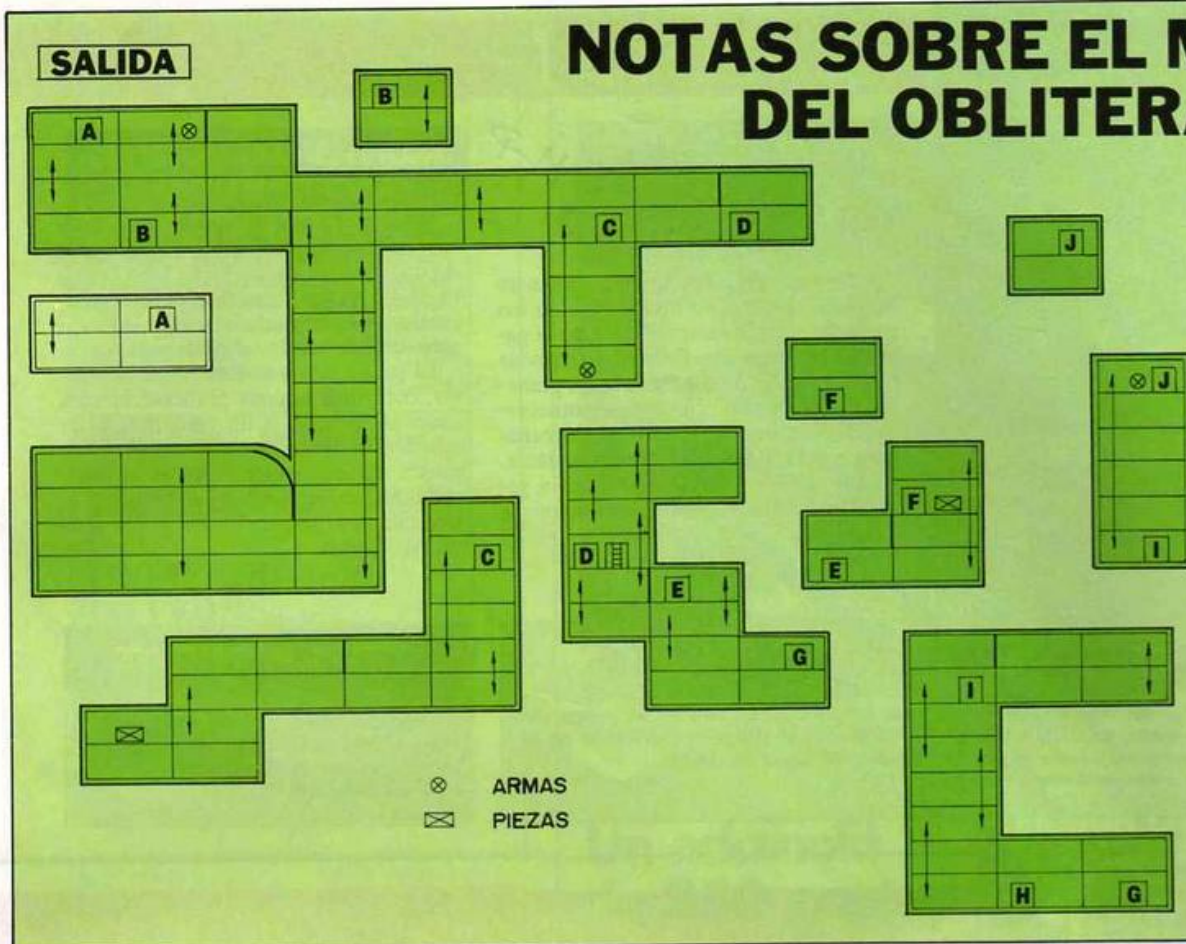 NOTAS SOBRE EL M
DEL OBLITERA
SALIDA
B
A
B
C
D
J
A
F
J
F
C
D
E
E
I
G
I
H
G
ARMAS
PIEZAS